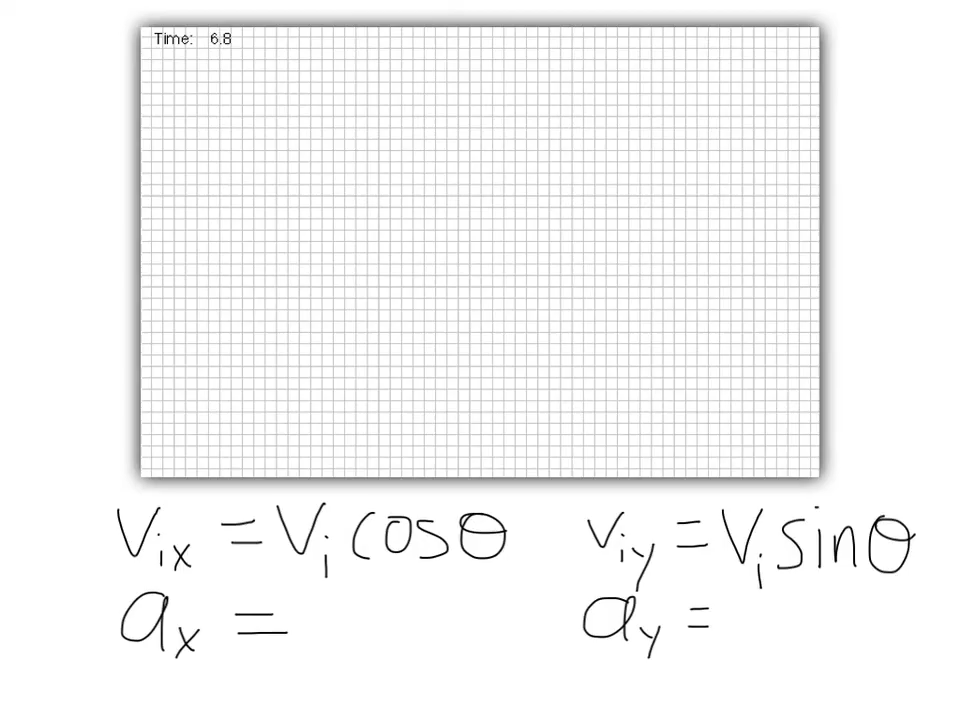 Time: 6.8
Vix = Vi cosθ
Viy = Vi sinθ
ax =
ay =